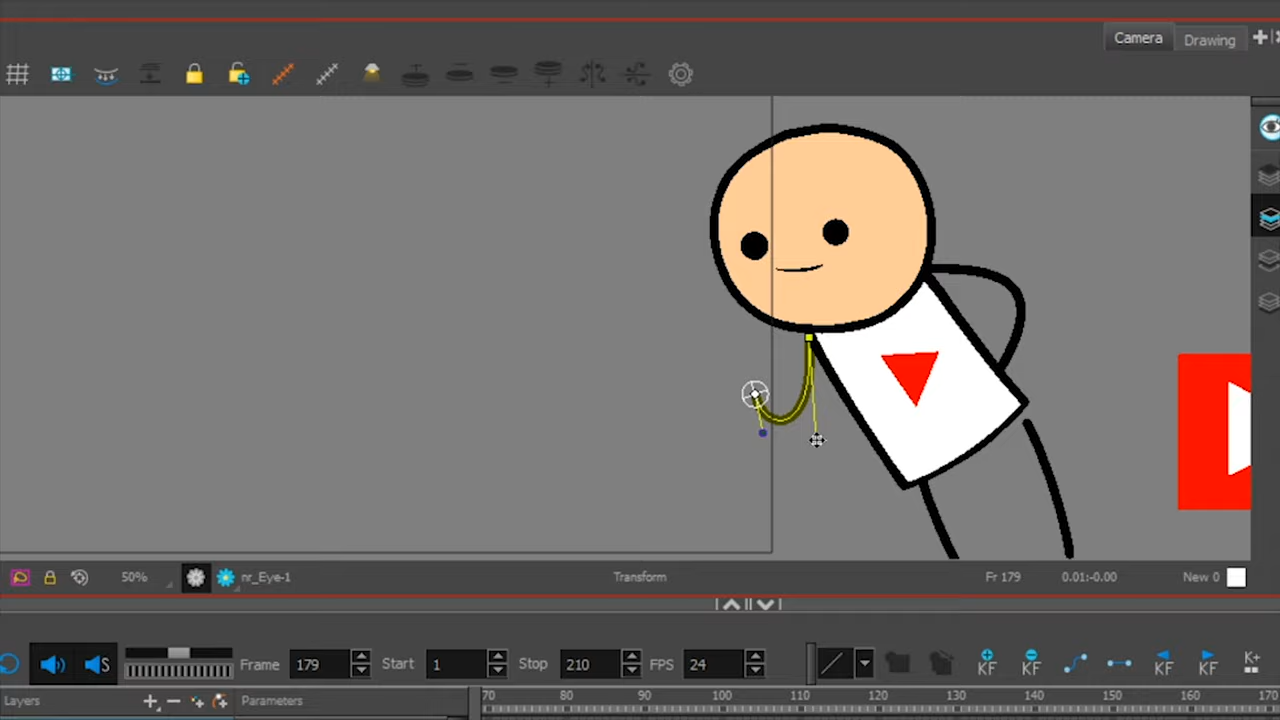 Camera
Drawing
50%
nr_Eye-1
Transform
Fr 179
0.01:-0.00
New 0
S
Frame
179
Start
1
Stop
210
FPS
24
KF
KF
KF
KF
K+
Layers
Parameters
70 80 90 100 110 120 130 140 150 160 170